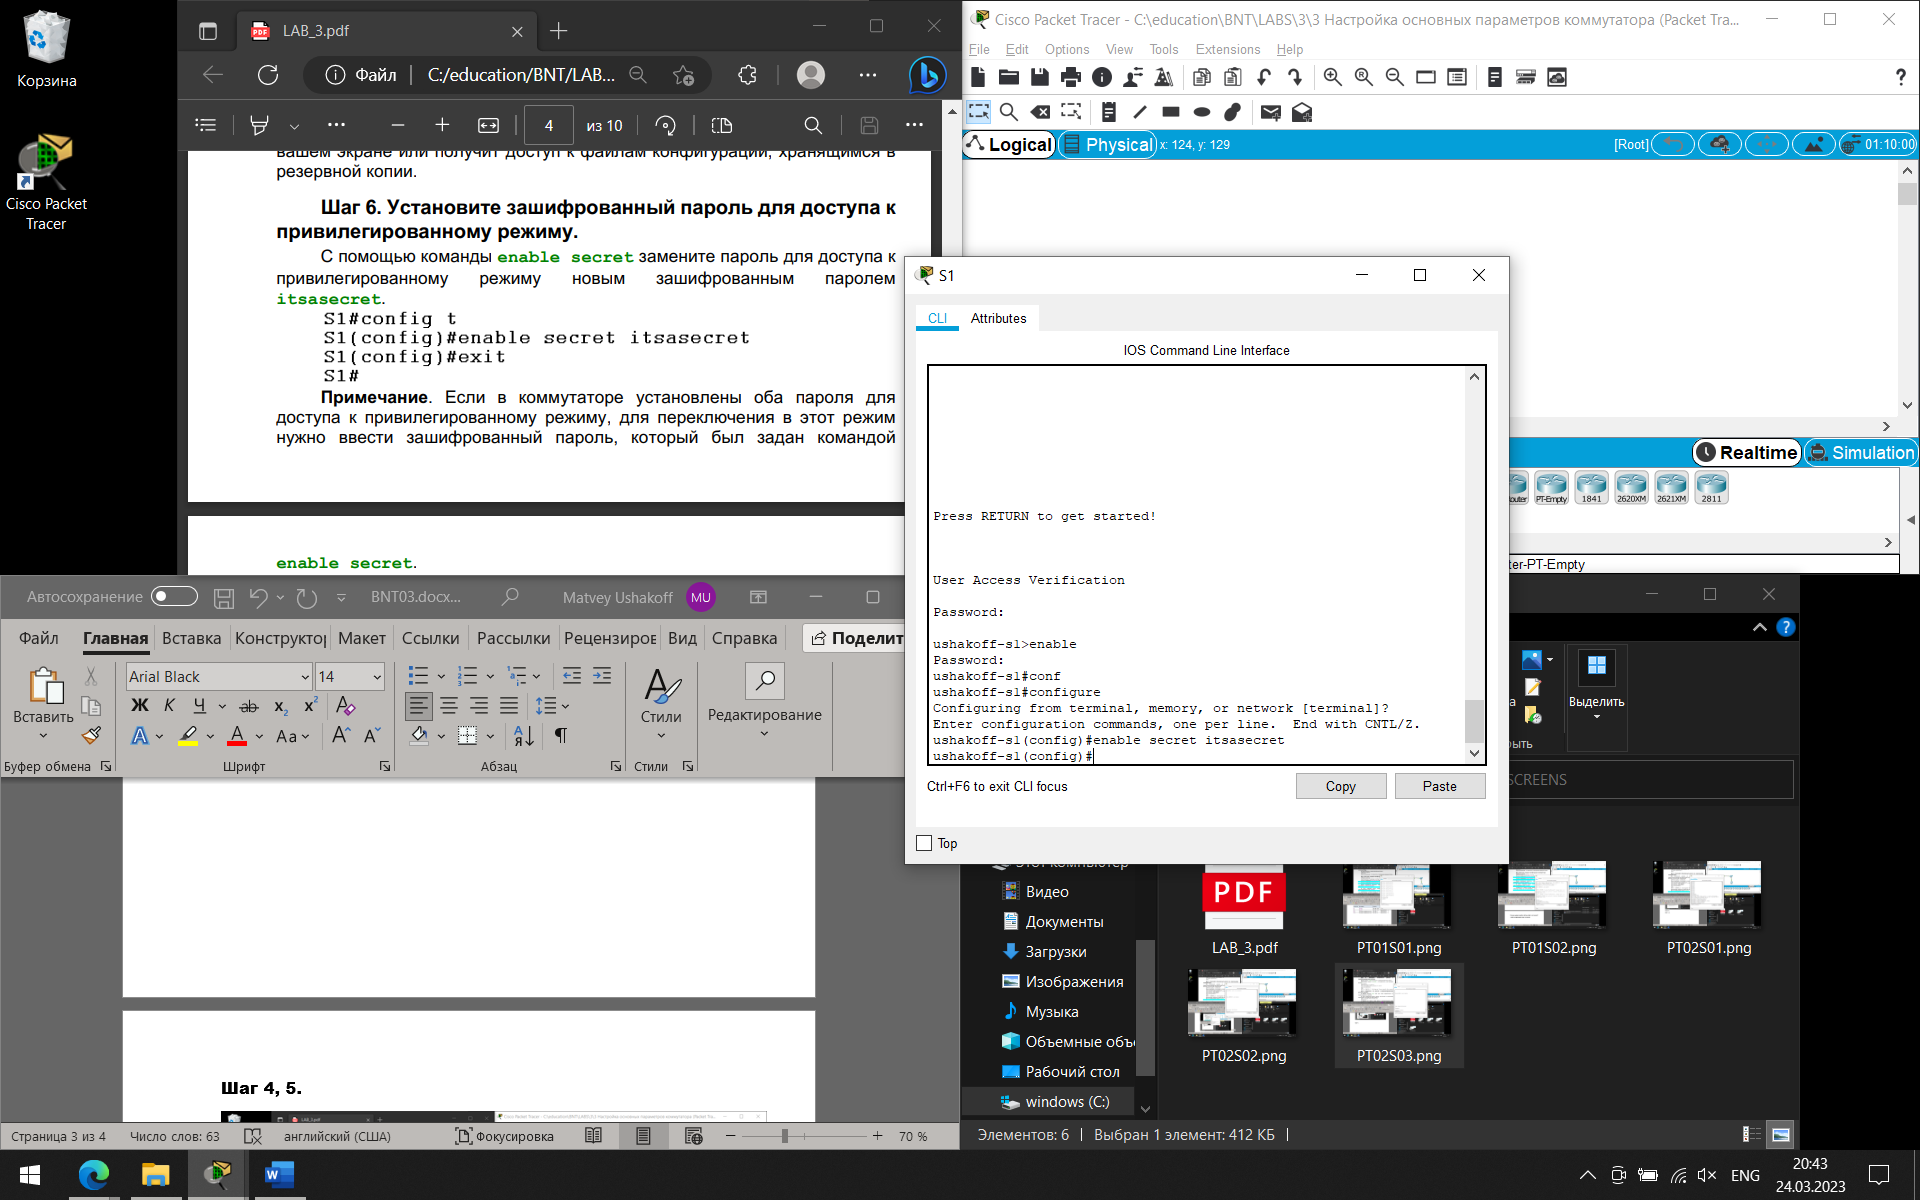 Корзина
Cisco Packet
Tracer
LAB_3.pdf
Файл
C:/education/BNT/LAB...
4
из 10
вашем экране или получит доступ к файлам конфигурации, хранящимся в
резервной копии.
Шаг 6. Установите зашифрованный пароль для доступа к
привилегированному режиму.
С помощью команды enable secret замените пароль для доступа к
привилегированному режиму новым зашифрованным паролем
itsasecret.
S1#config t
S1(config)#enable secret itsasecret
S1(config)#exit
S1#
Примечание. Если в коммутаторе установлены оба пароля для
доступа к привилегированному режиму, для переключения в этот режим
нужно ввести зашифрованный пароль, который был задан командой
enable secret.
Cisco Packet Tracer - C:\education\BNT\LABS\3\3 Настройка основных параметров коммутатора (Packet Tra...
File Edit Options View Tools Extensions Help
Logical
Physical
x: 124, y: 129
[Root]
01:10:00
Realtime
Simulation
PT-Empty
1841
2620XM
2621XM
2811
ter-PT-Empty
S1
CLI
Attributes
IOS Command Line Interface
Press RETURN to get started!
User Access Verification
Password:
ushakoff-s1>enable
Password:
ushakoff-s1#conf
ushakoff-s1#configure
Configuring from terminal, memory, or network [terminal]?
Enter configuration commands, one per line.  End with CNTL/Z.
ushakoff-s1(config)#enable secret itsasecret
ushakoff-s1(config)#
Ctrl+F6 to exit CLI focus
Copy
Paste
Top
Автосохранение
BNT03.docx...
Matvey Ushakoff
MU
Файл Главная Вставка Конструктор Макет Ссылки Рассылки Рецензиров Вид Справка
Поделит
Вставить
Arial Black
14
Ж К Ч ab x₂ x²
Aa
Стили
Редактирование
Буфер обмена
Шрифт
Абзац
Стили
Шаг 4, 5.
Страница 3 из 4
Число слов: 63
английский (США)
Фокусировка
70 %
Выделить
рыть
SCREENS
Этот компьютер
Видео
Документы
Загрузки
Изображения
Музыка
Объемные объ
Рабочий стол
windows (C:)
PDF
LAB_3.pdf
PT01S01.png
PT01S02.png
PT02S01.png
PT02S02.png
PT02S03.png
Элементов: 6
Выбран 1 элемент: 412 КБ
ENG
20:43
24.03.2023